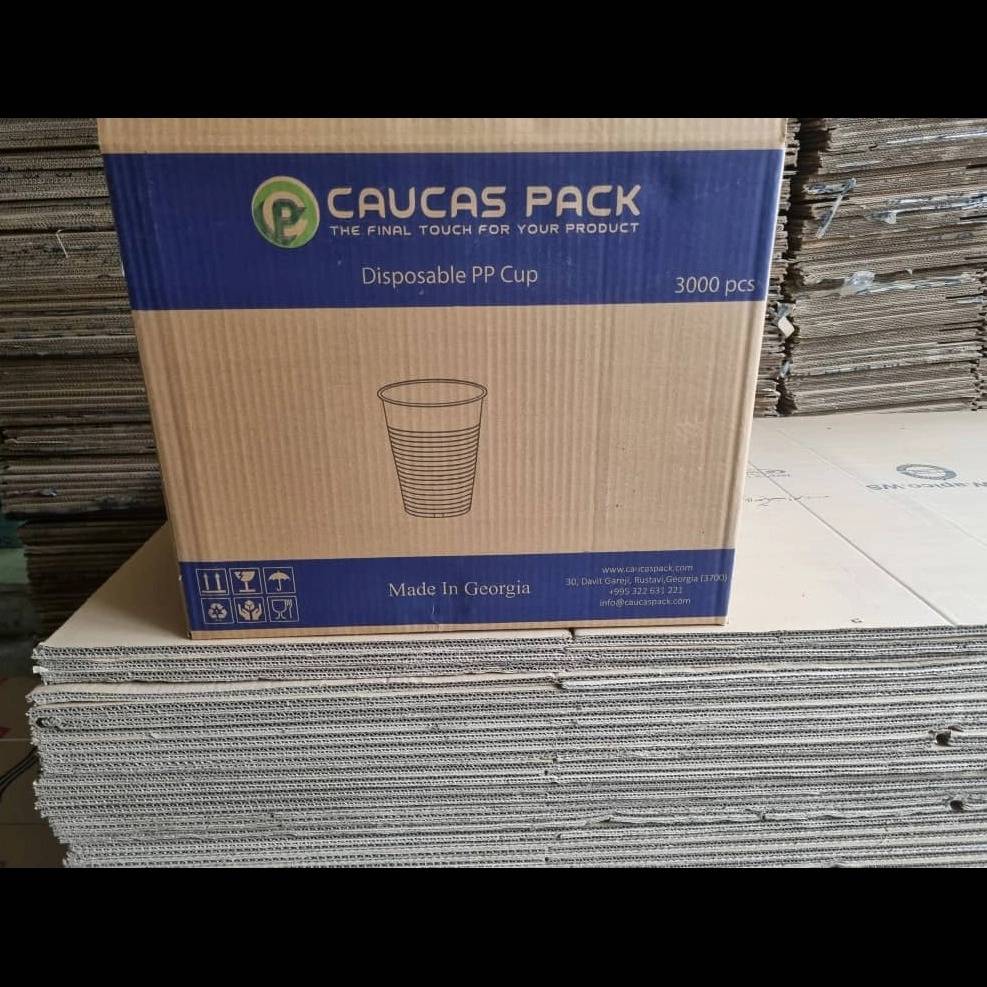 CAUCAS PACK
THE FINAL TOUCH FOR YOUR PRODUCT
Disposable PP Cup
3000 pcs
Made In Georgia
www.caucaspack.com
30, Davit Gareji, Rustavi,Georgia (3700)
+995 322 631 221
info@caucaspack.com